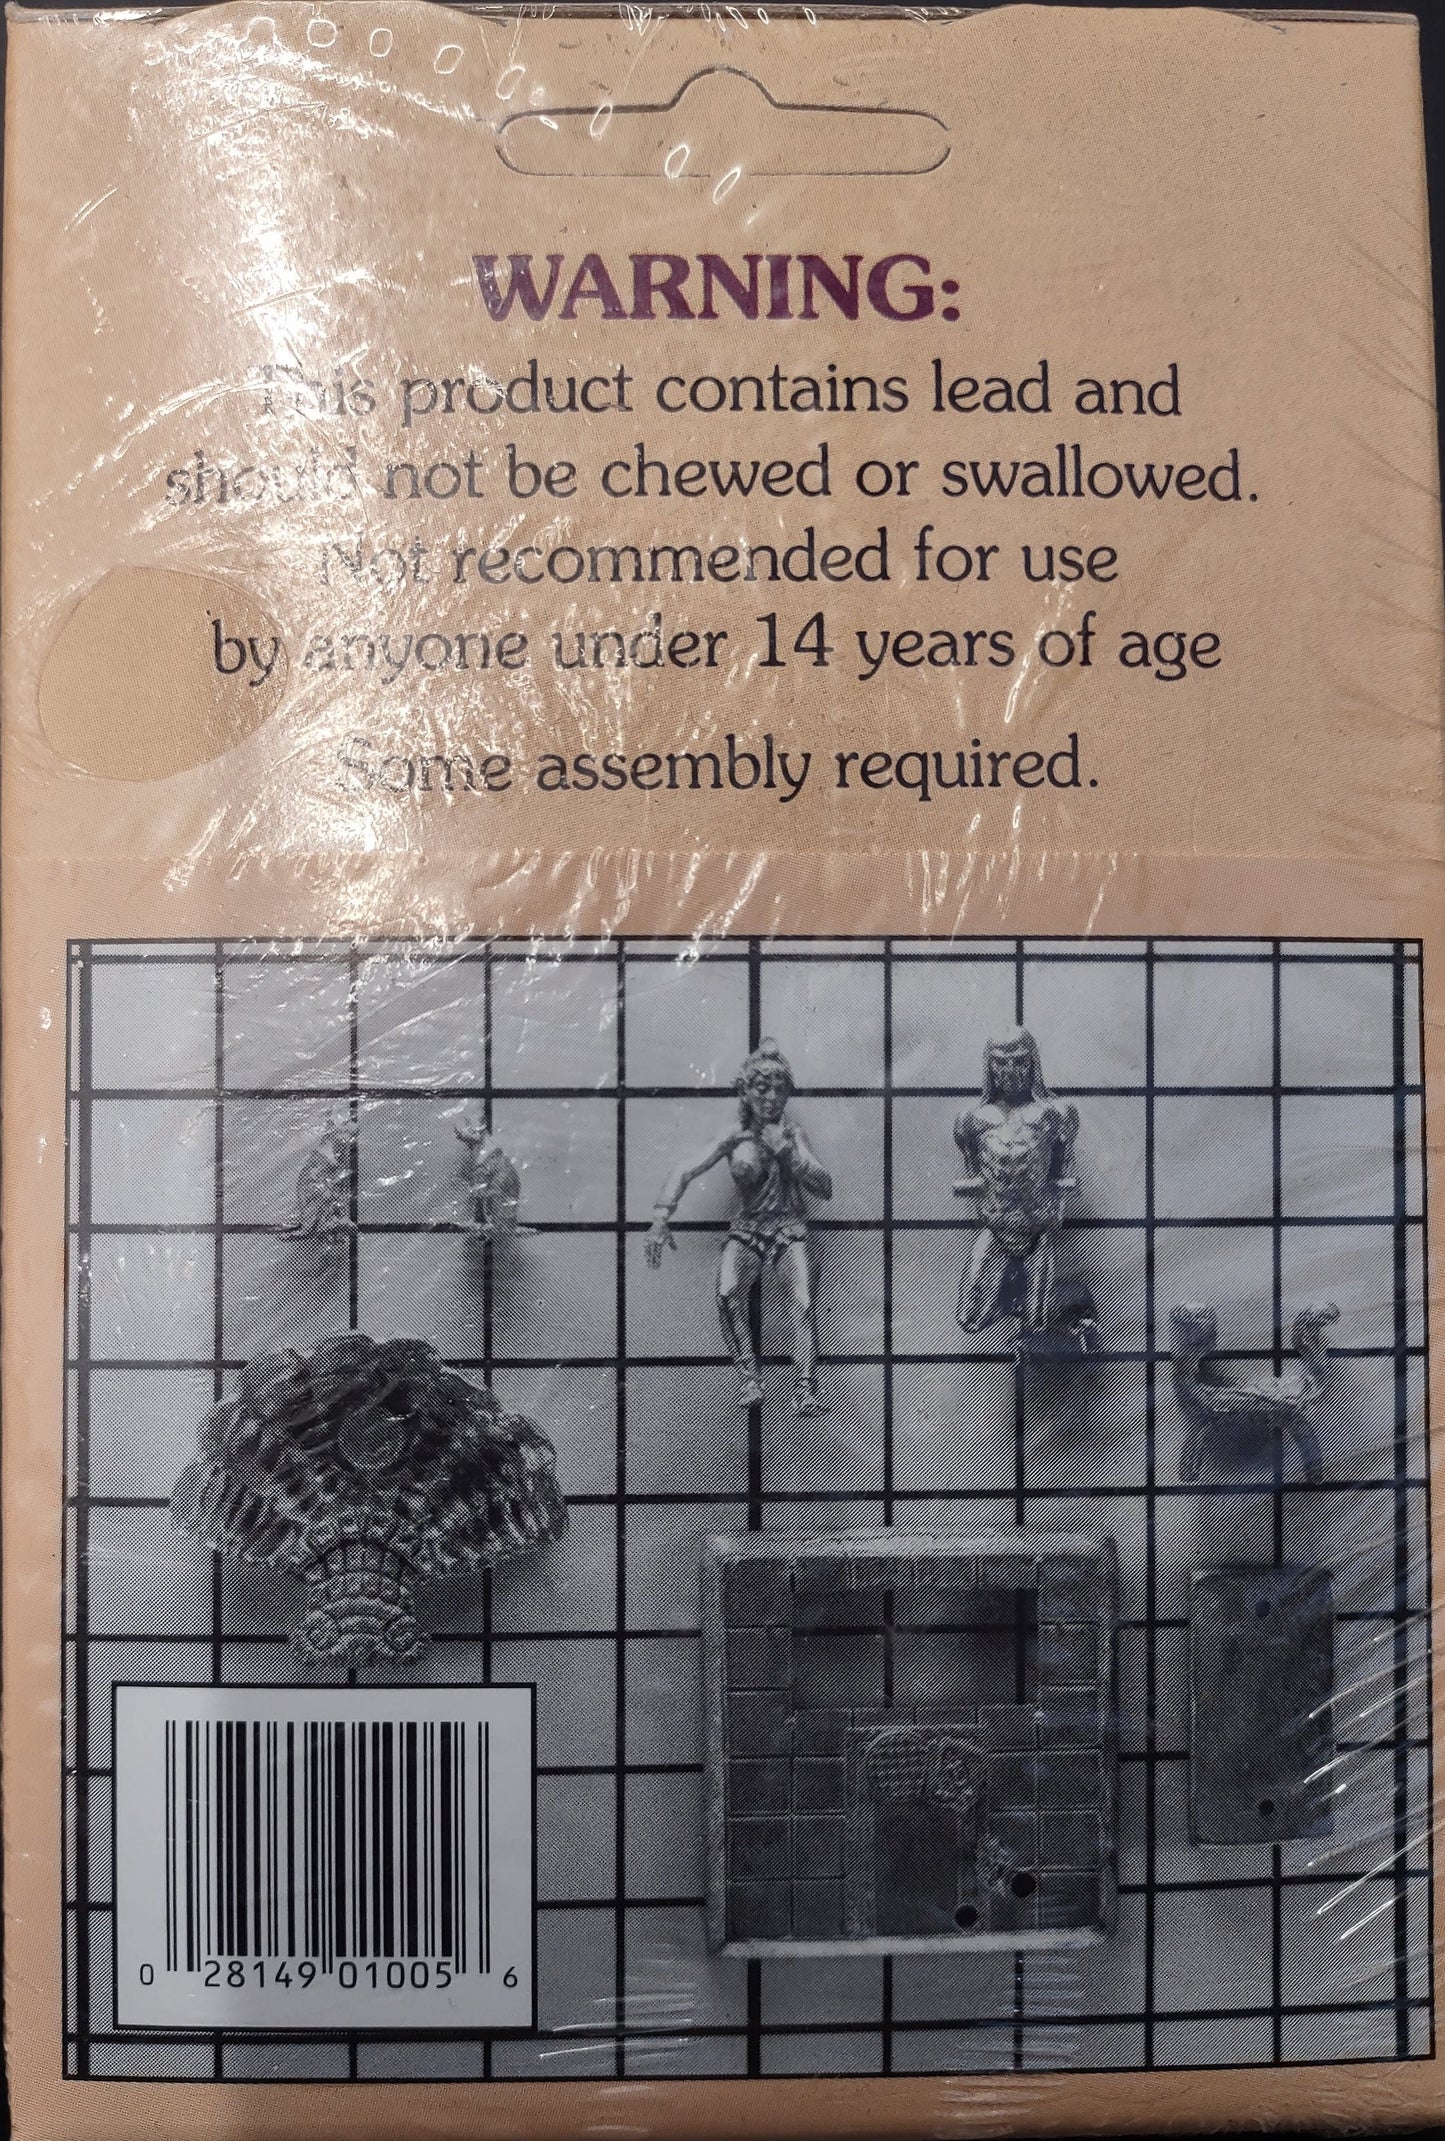 WARNING:
This product contains lead and
should not be chewed or swallowed.
Not recommended for use
by anyone under 14 years of age
Some assembly required.
0 28149 01005 6